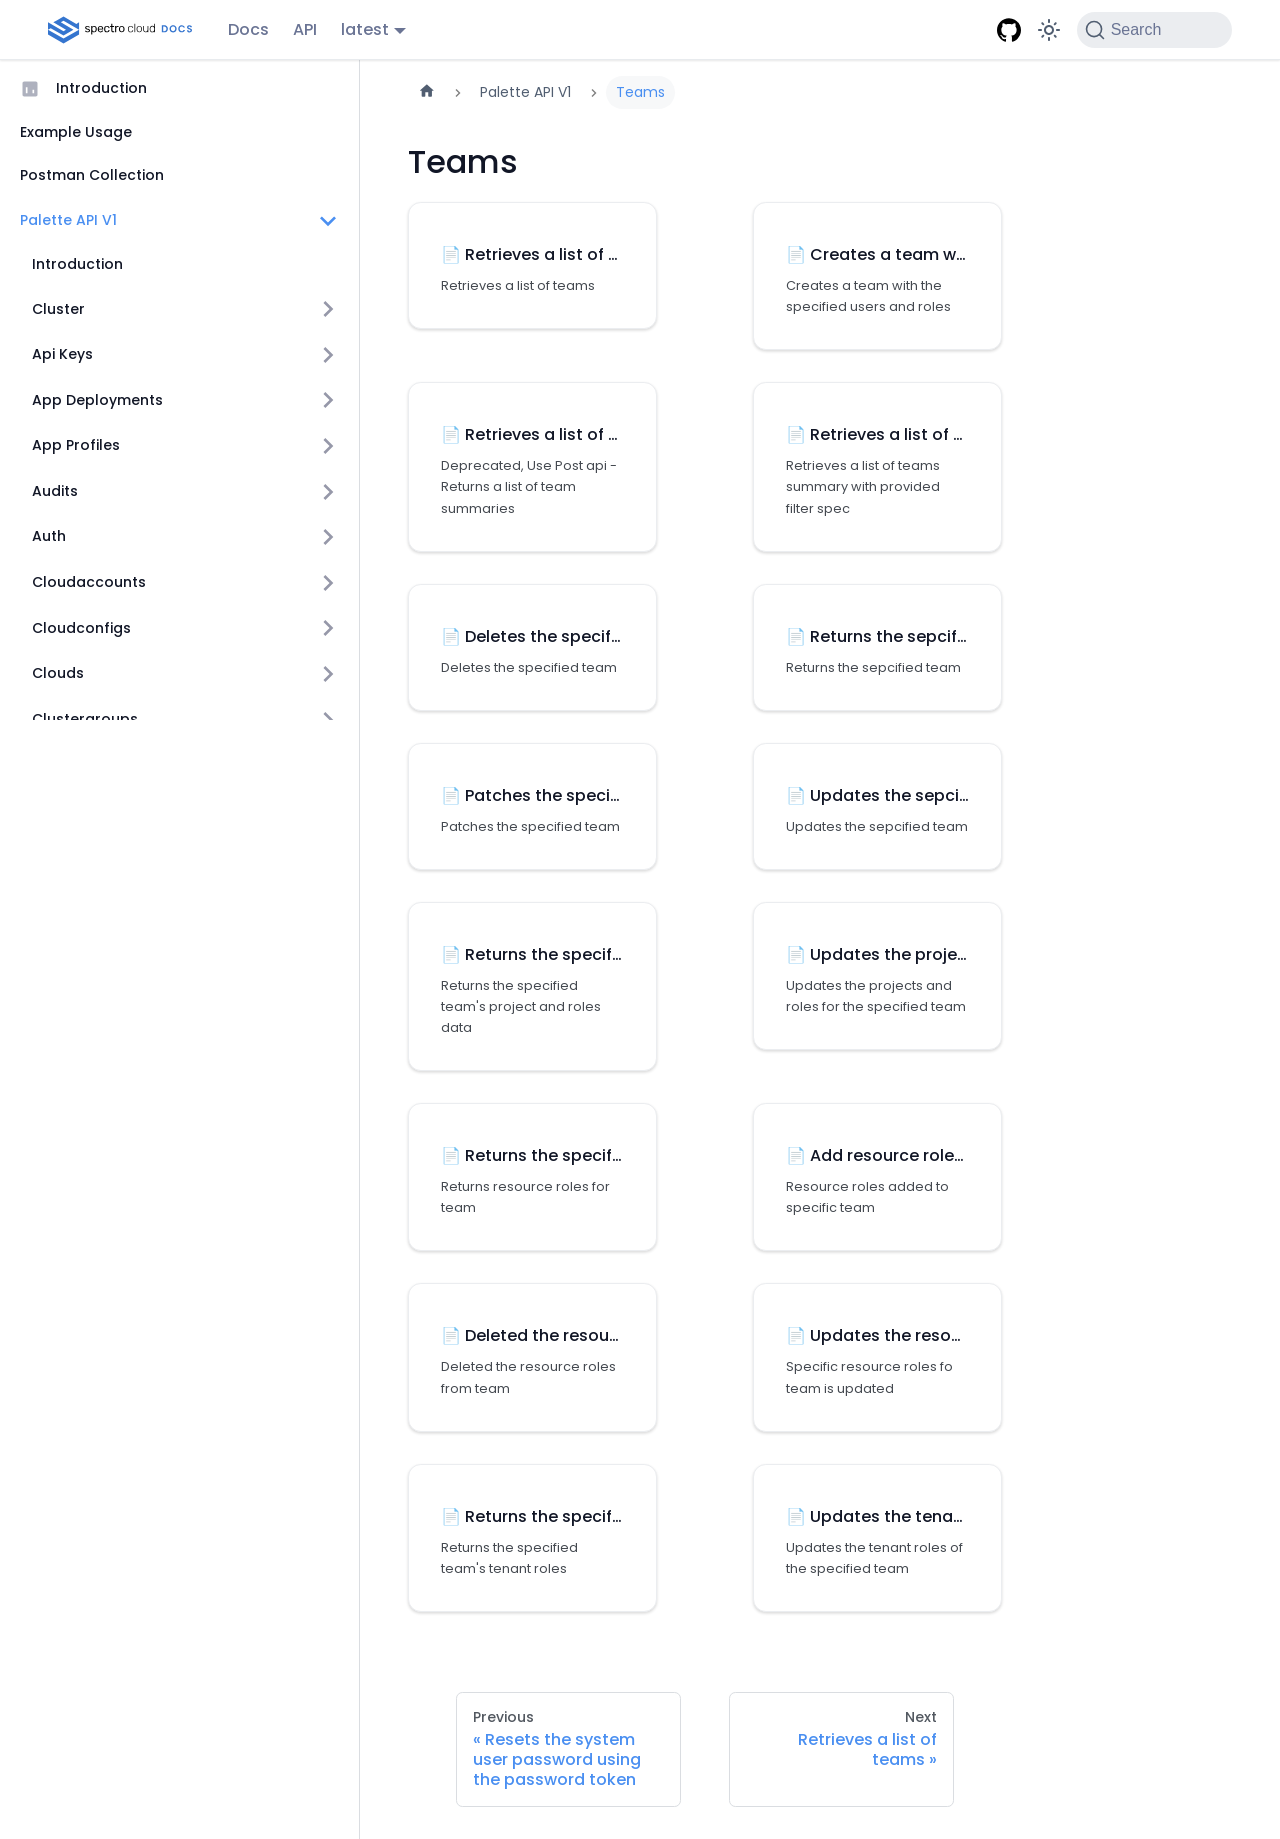 spectro cloud DOCS
Docs
API
latest
Search
Introduction
Example Usage
Postman Collection
Palette API V1
Introduction
Cluster
Api Keys
App Deployments
App Profiles
Audits
Auth
Cloudaccounts
Cloudconfigs
Clouds
Clustergroups
Palette API V1
Teams
Teams
Retrieves a list of ...
Retrieves a list of teams
Creates a team w...
Creates a team with the
specified users and roles
Retrieves a list of ...
Deprecated, Use Post api -
Returns a list of team
summaries
Retrieves a list of ...
Retrieves a list of teams
summary with provided
filter spec
Deletes the specif...
Deletes the specified team
Returns the sepcif...
Returns the sepcified team
Patches the speci...
Patches the specified team
Updates the sepci...
Updates the sepcified team
Returns the specif...
Returns the specified
team's project and roles
data
Updates the proje...
Updates the projects and
roles for the specified team
Returns the specif...
Returns resource roles for
team
Add resource role...
Resource roles added to
specific team
Deleted the resou...
Deleted the resource roles
from team
Updates the reso...
Specific resource roles fo
team is updated
Returns the specif...
Returns the specified
team's tenant roles
Updates the tena...
Updates the tenant roles of
the specified team
Previous
« Resets the system
user password using
the password token
Next
Retrieves a list of
teams »